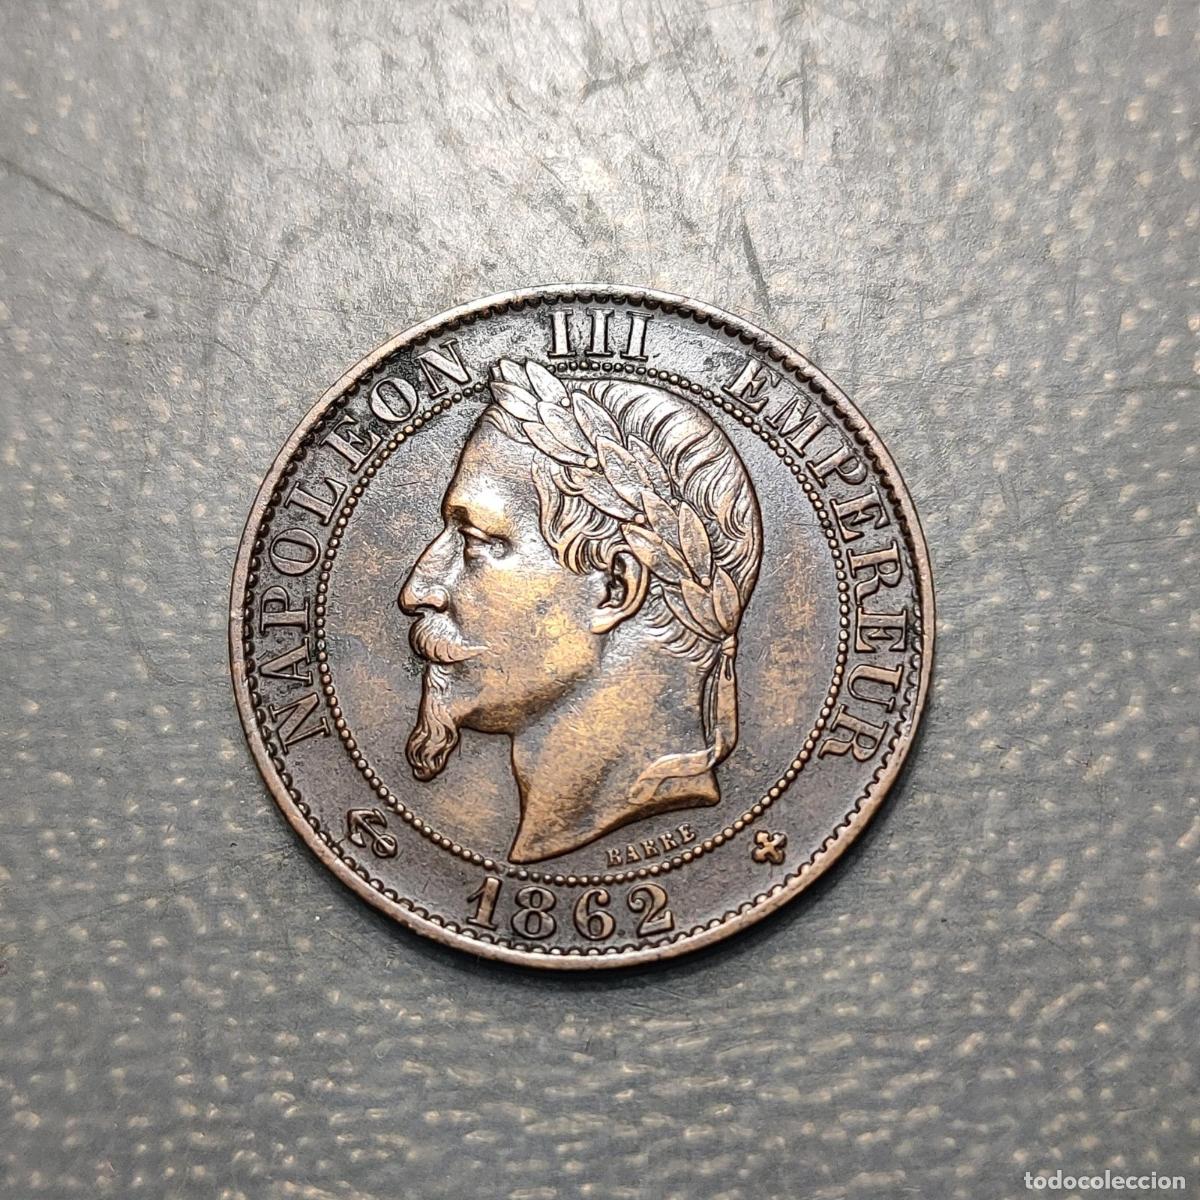 NAPOLEON III EMPEREUR
BARRE
1862
todocoleccion